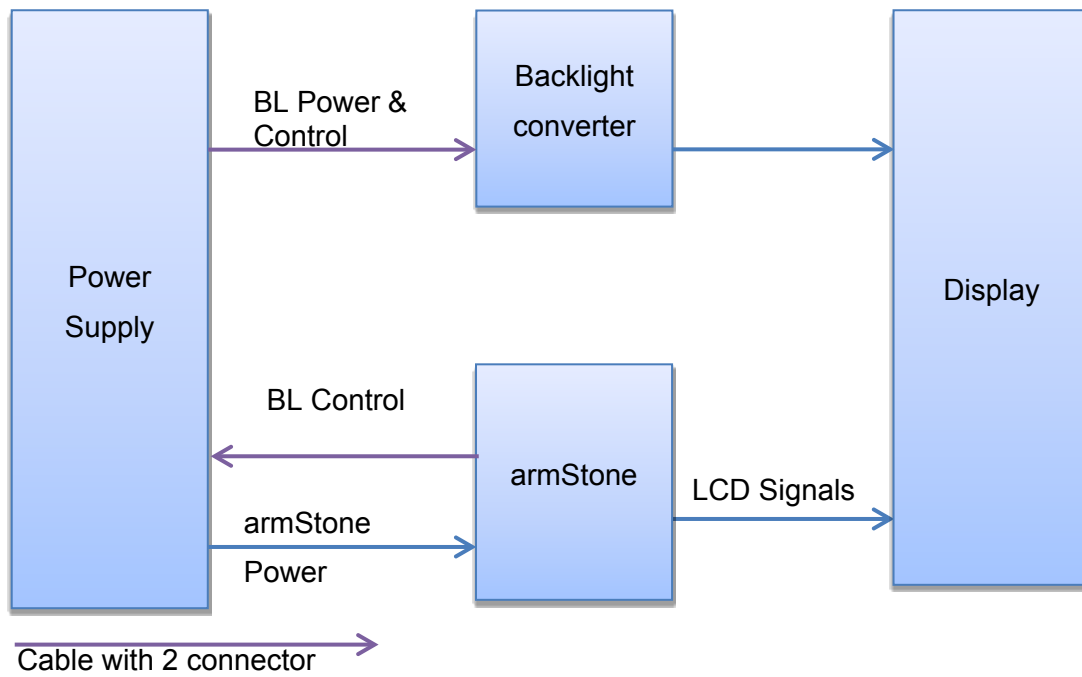 Backlight
converter
BL Power &
Control
Power
Supply
Display
BL Control
armStone
LCD Signals
armStone
Power
Cable with 2 connector